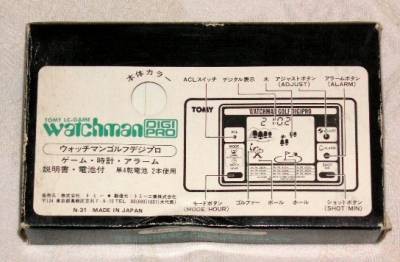 本体カラー
TOMY LC-GAME
watchman DIGI PRO
ウォッチマンゴルフデジプロ
ゲーム・時計・アラーム
説明書・電池付 単4乾電池 2本使用
N-31 MADE IN JAPAN
ACLスイッチ デジタル表示 木 アジャストボタン アラームボタン
(ADJUST) (ALARM)
TOMY WATCHMAN GOLF DIGIPRO
21:02
モードボタン ゴルファー ボール ホール ショットボタン
(MODE/HOUR) (SHOT/MIN)